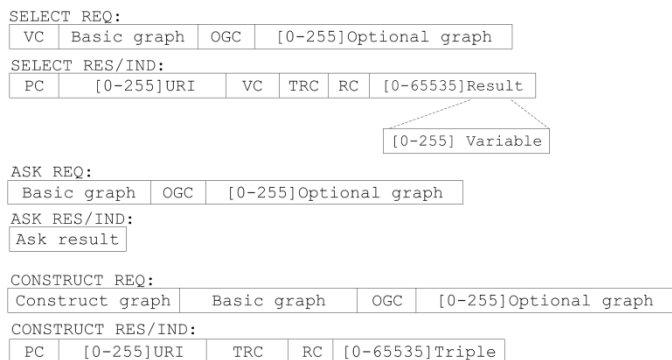 SELECT REQ:
VC Basic graph OGC [0-255]Optional graph
SELECT RES/IND:
PC [0-255]URI VC TRC RC [0-65535]Result
[0-255] Variable
ASK REQ:
Basic graph OGC [0-255]Optional graph
ASK RES/IND:
Ask result
CONSTRUCT REQ:
Construct graph Basic graph OGC [0-255]Optional graph
CONSTRUCT RES/IND:
PC [0-255]URI TRC RC [0-65535]Triple